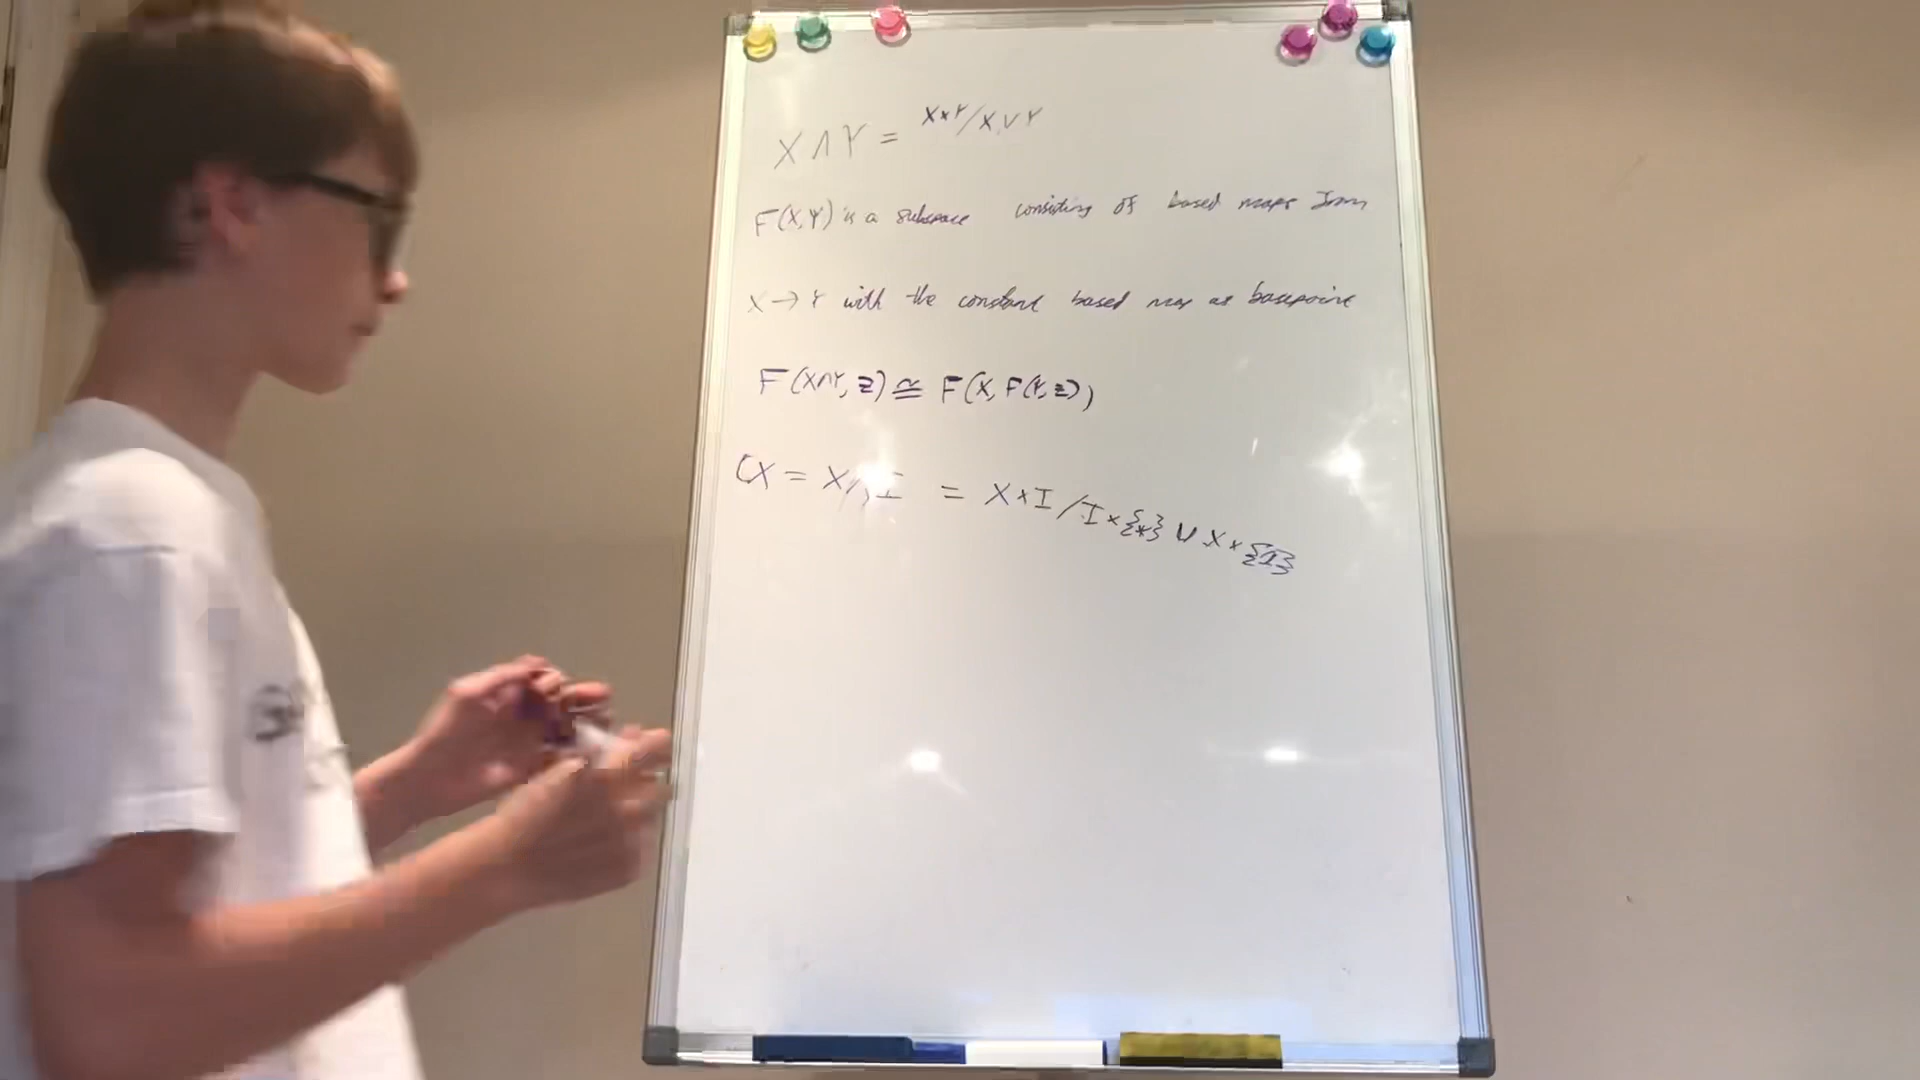 X ∧ Y = X×Y/X∨Y
F(X,Y) is a subspace consisting of based maps from
X → Y with the constant based map as basepoint
F(X∧Y, Z) ≅ F(X, F(Y, Z))
CX = X ∧ I = X×I / I×{*} ∪ X×{1}